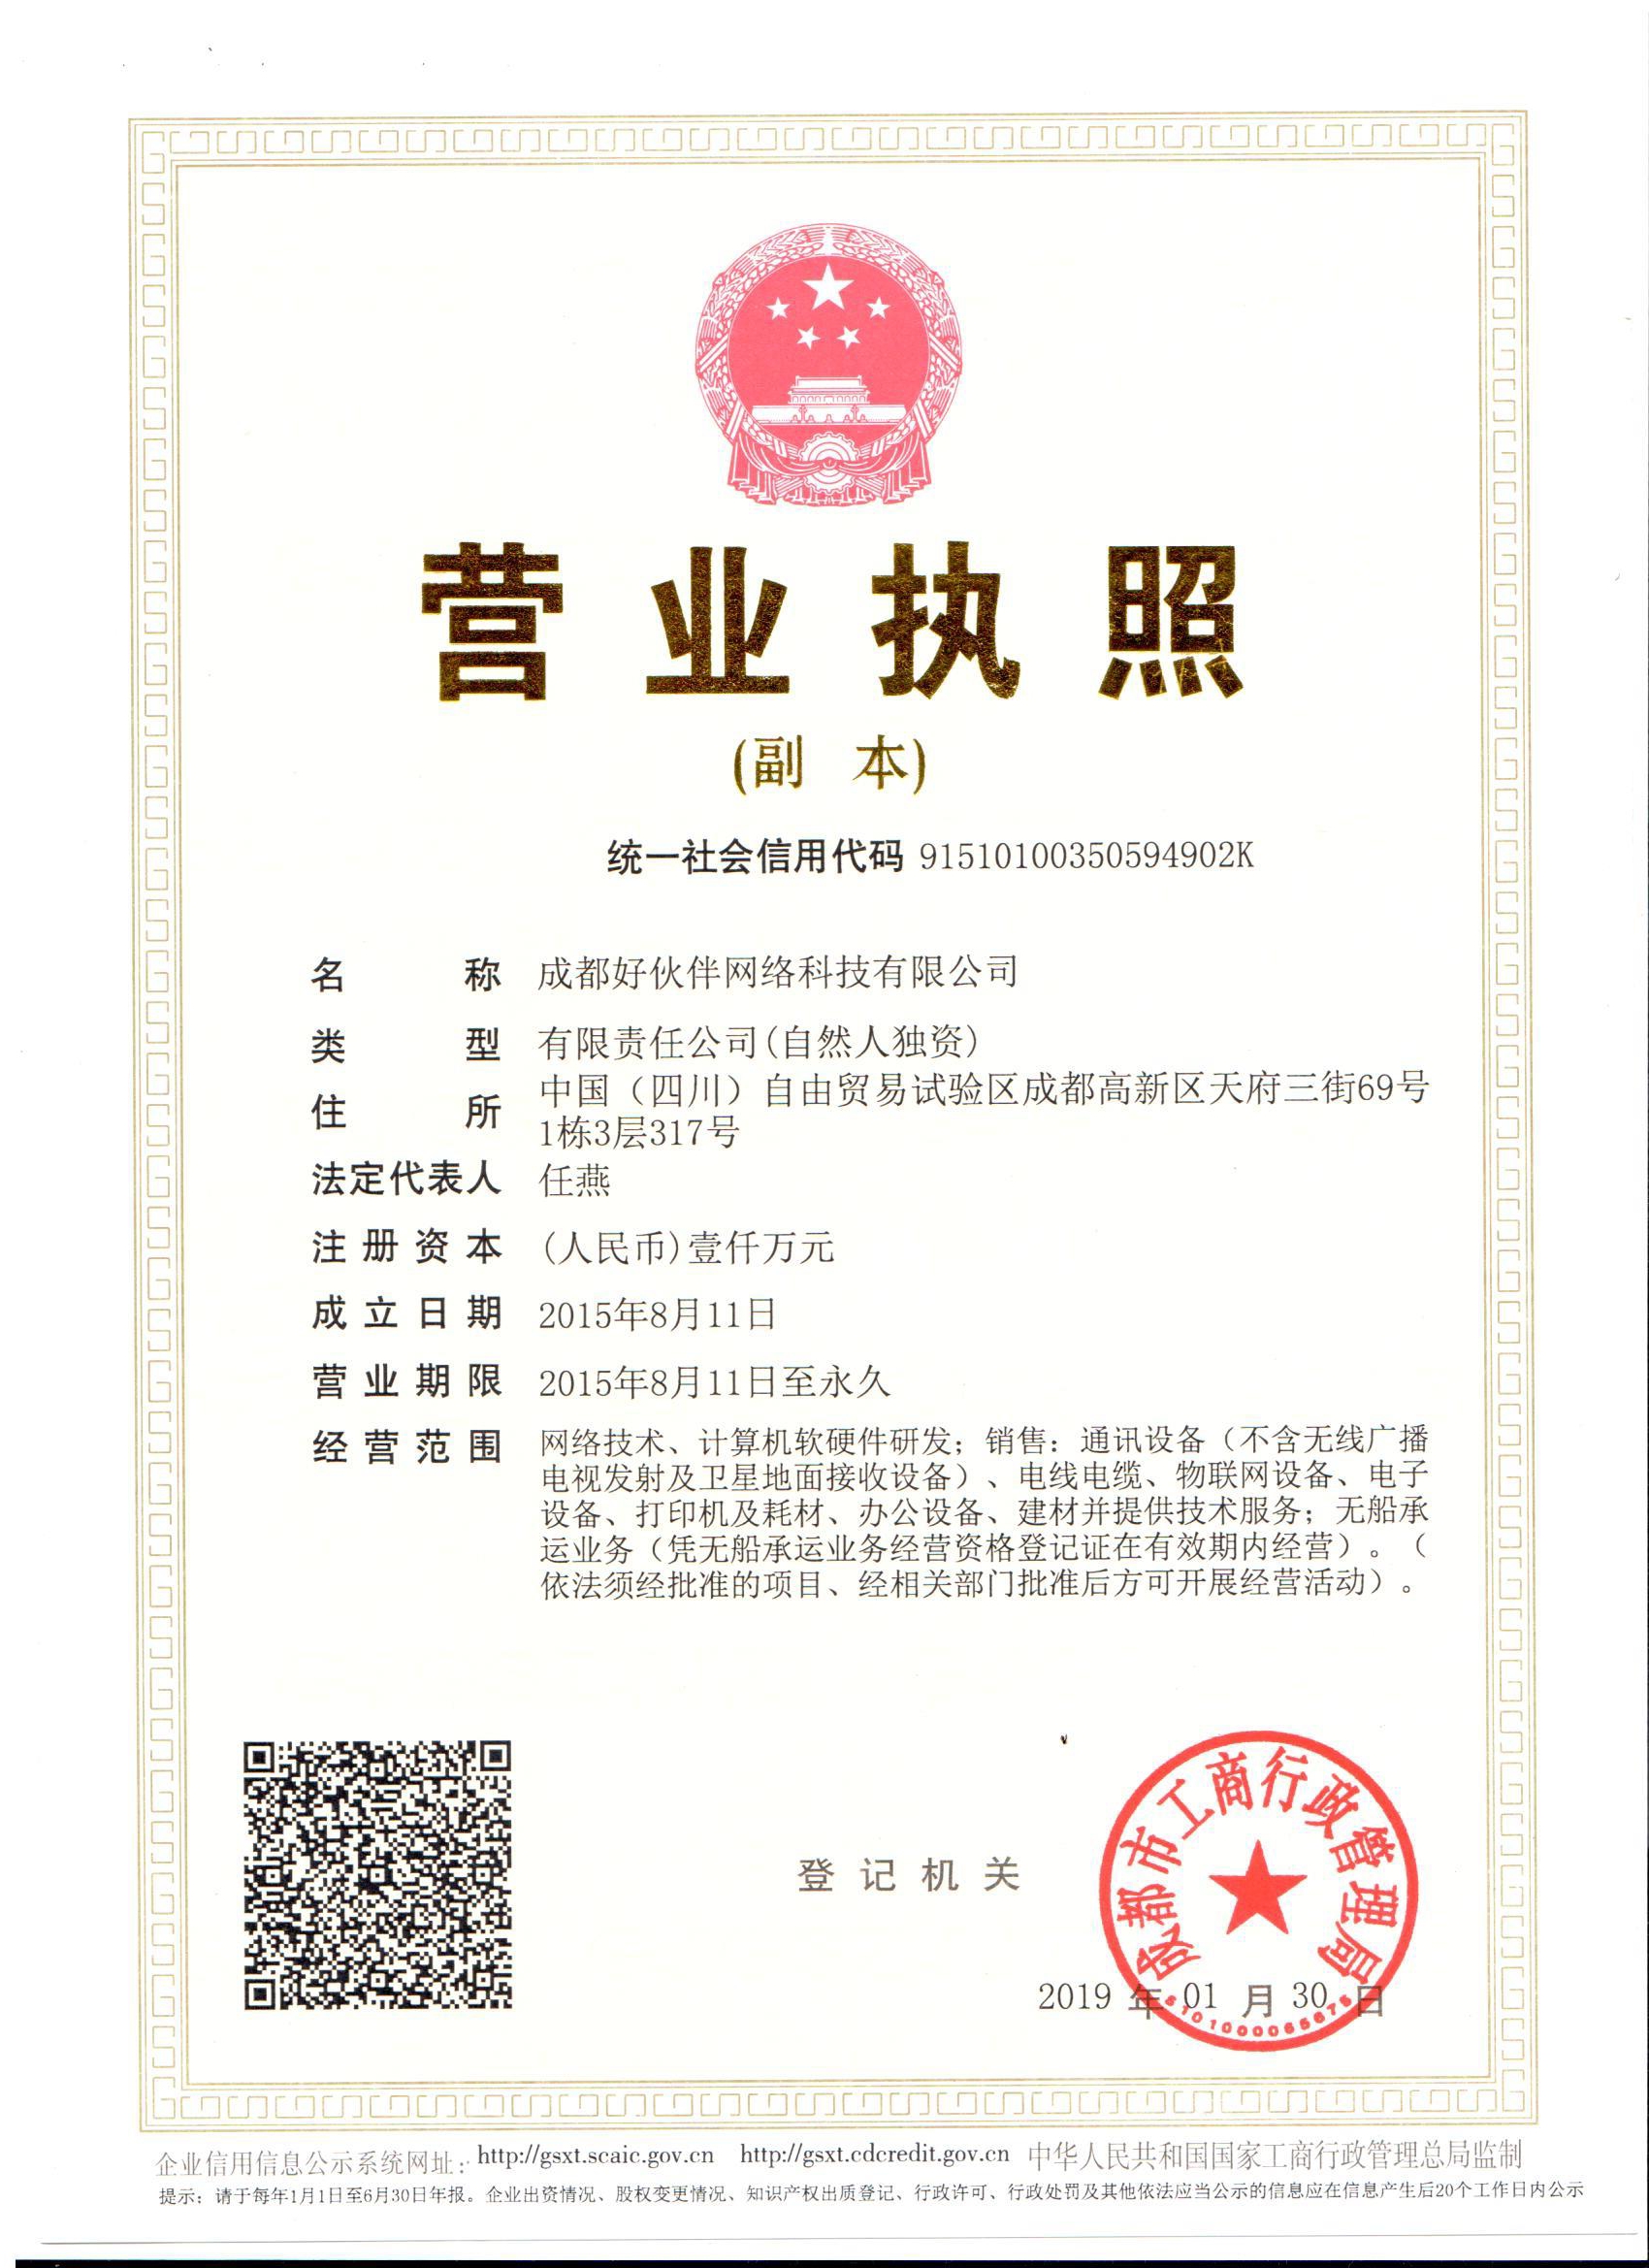 营业执照
(副 本)
统一社会信用代码 91510100350594902K
名 称 成都好伙伴网络科技有限公司
类 型 有限责任公司(自然人独资)
住 所 中国（四川）自由贸易试验区成都高新区天府三街69号
1栋3层317号
法定代表人 任燕
注册资本 (人民币)壹仟万元
成立日期 2015年8月11日
营业期限 2015年8月11日至永久
经营范围 网络技术、计算机软硬件研发；销售：通讯设备（不含无线广播
电视发射及卫星地面接收设备）、电线电缆、物联网设备、电子
设备、打印机及耗材、办公设备、建材并提供技术服务；无船承
运业务（凭无船承运业务经营资格登记证在有效期内经营）。（
依法须经批准的项目、经相关部门批准后方可开展经营活动）。
成都市工商行政管理局
登记机关
2019 年 01 月 30 日
5101000065675
企业信用信息公示系统网址： http://gsxt.scaic.gov.cn http://gsxt.cdcredit.gov.cn 中华人民共和国国家工商行政管理总局监制
提示：请于每年1月1日至6月30日年报。企业出资情况、股权变更情况、知识产权出质登记、行政许可、行政处罚及其他依法应当公示的信息应在信息产生后20个工作日内公示